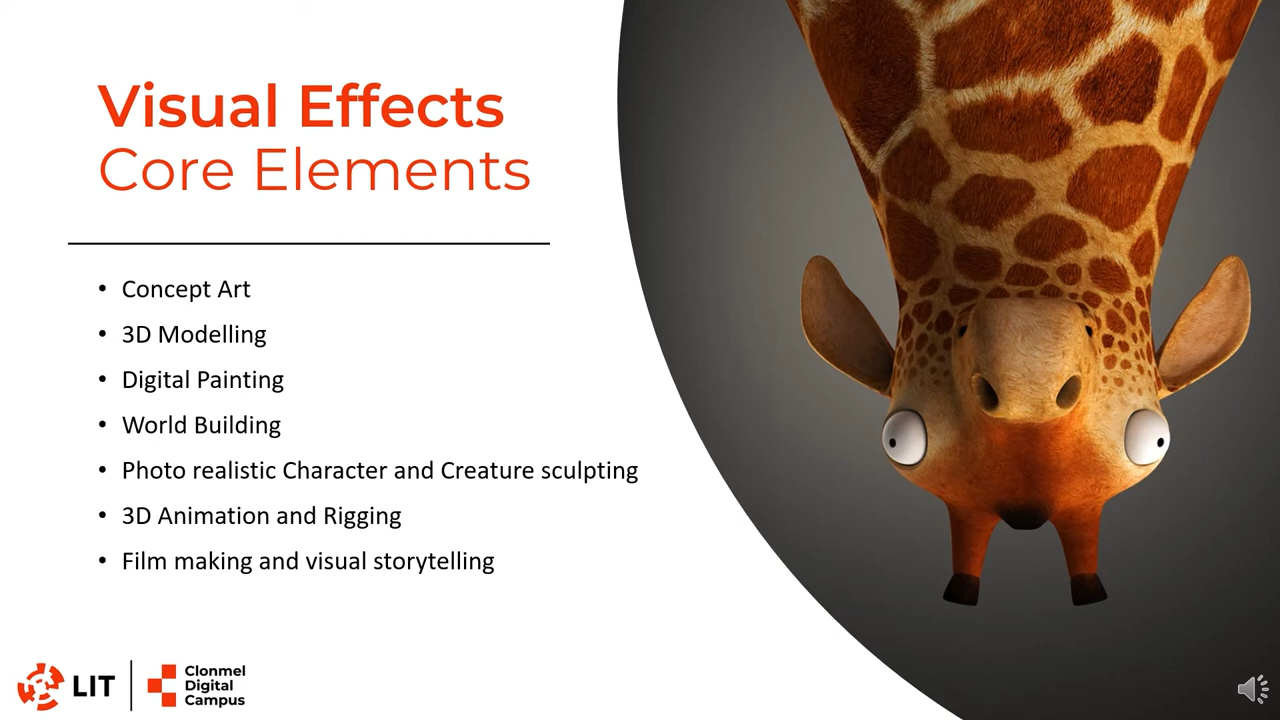 Visual Effects
Core Elements
• Concept Art
• 3D Modelling
• Digital Painting
• World Building
• Photo realistic Character and Creature sculpting
• 3D Animation and Rigging
• Film making and visual storytelling
LIT
Clonmel
Digital
Campus